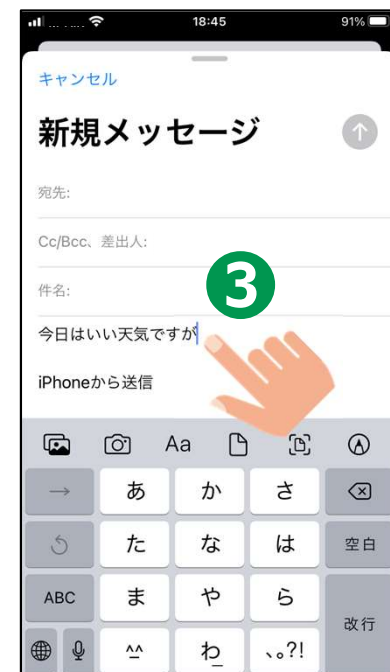 18:45
91%
キャンセル
新規メッセージ
宛先:
Cc/Bcc、差出人:
件名:
3
今日はいい天気ですが
iPhoneから送信
Aa
→ あ か さ
た な は 空白
ABC ま や ら
改行
^^ わ_ 、。?!